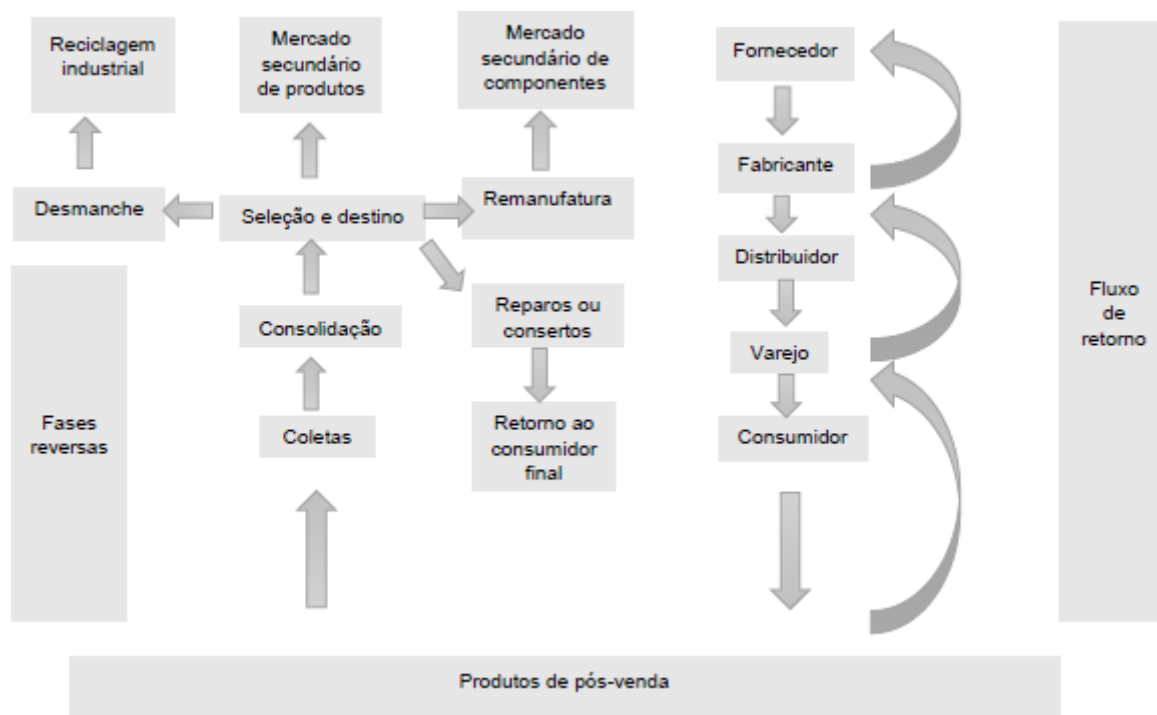 Reciclagem
industrial
Mercado
secundário
de produtos
Mercado
secundário de
componentes
Fornecedor
Fabricante
Desmanche
Seleção e destino
Remanufatura
Distribuidor
Consolidação
Reparos ou
consertos
Varejo
Fluxo
de
retorno
Fases
reversas
Coletas
Retorno ao
consumidor
final
Consumidor
Produtos de pós-venda